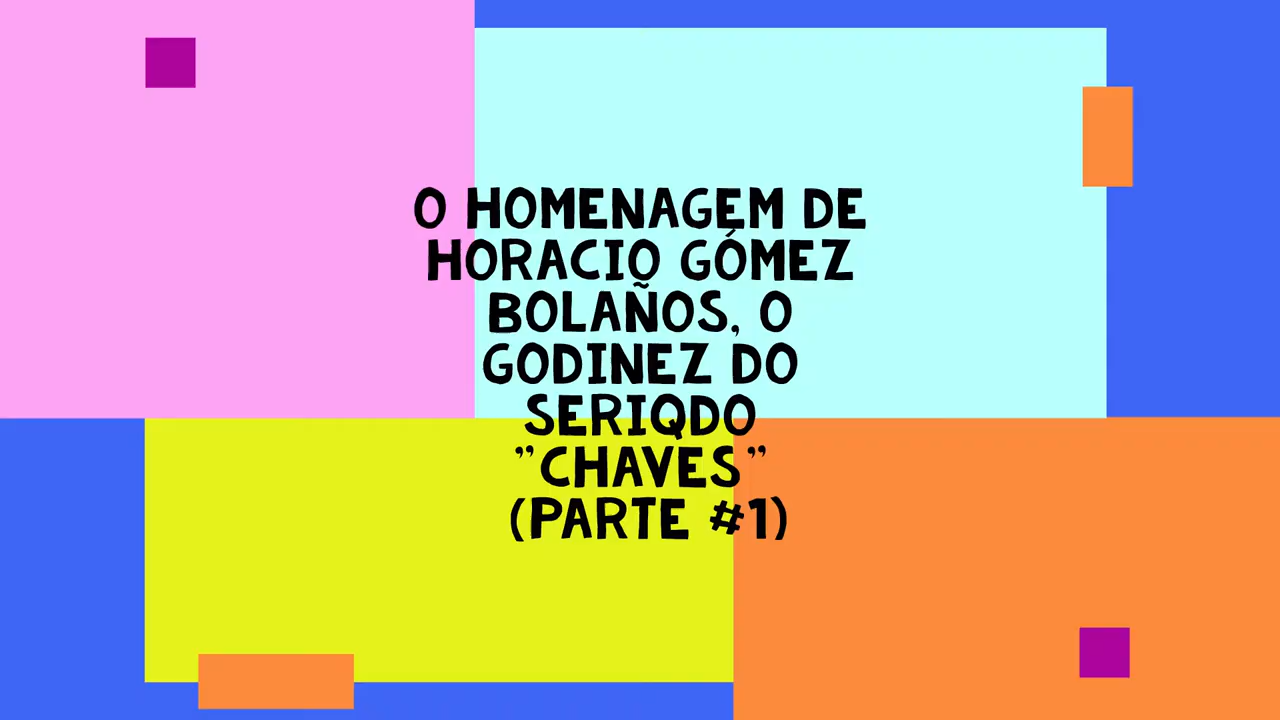 O HOMENAGEM DE
HORACIO GÓMEZ
BOLAÑOS, O
GODINEZ DO
SERIQDO
"CHAVES"
(PARTE #1)